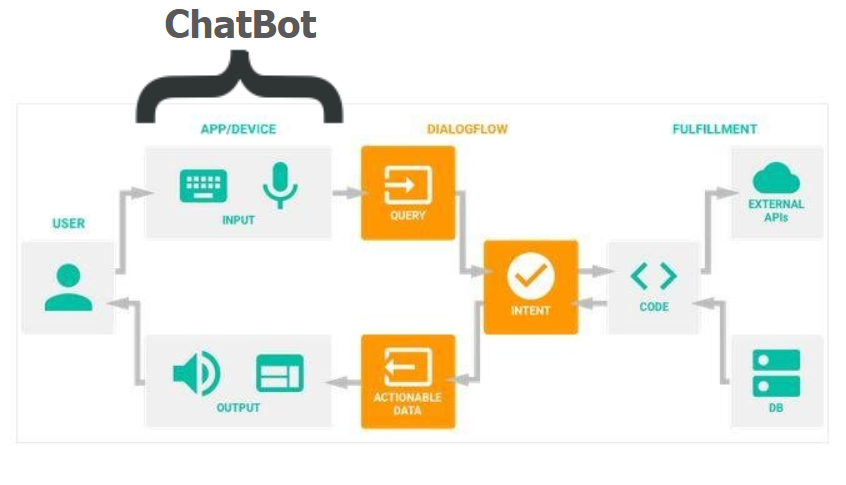 ChatBot
APP/DEVICE
DIALOGFLOW
FULFILLMENT
USER
INPUT
QUERY
EXTERNAL
APIs
INTENT
CODE
OUTPUT
ACTIONABLE
DATA
DB